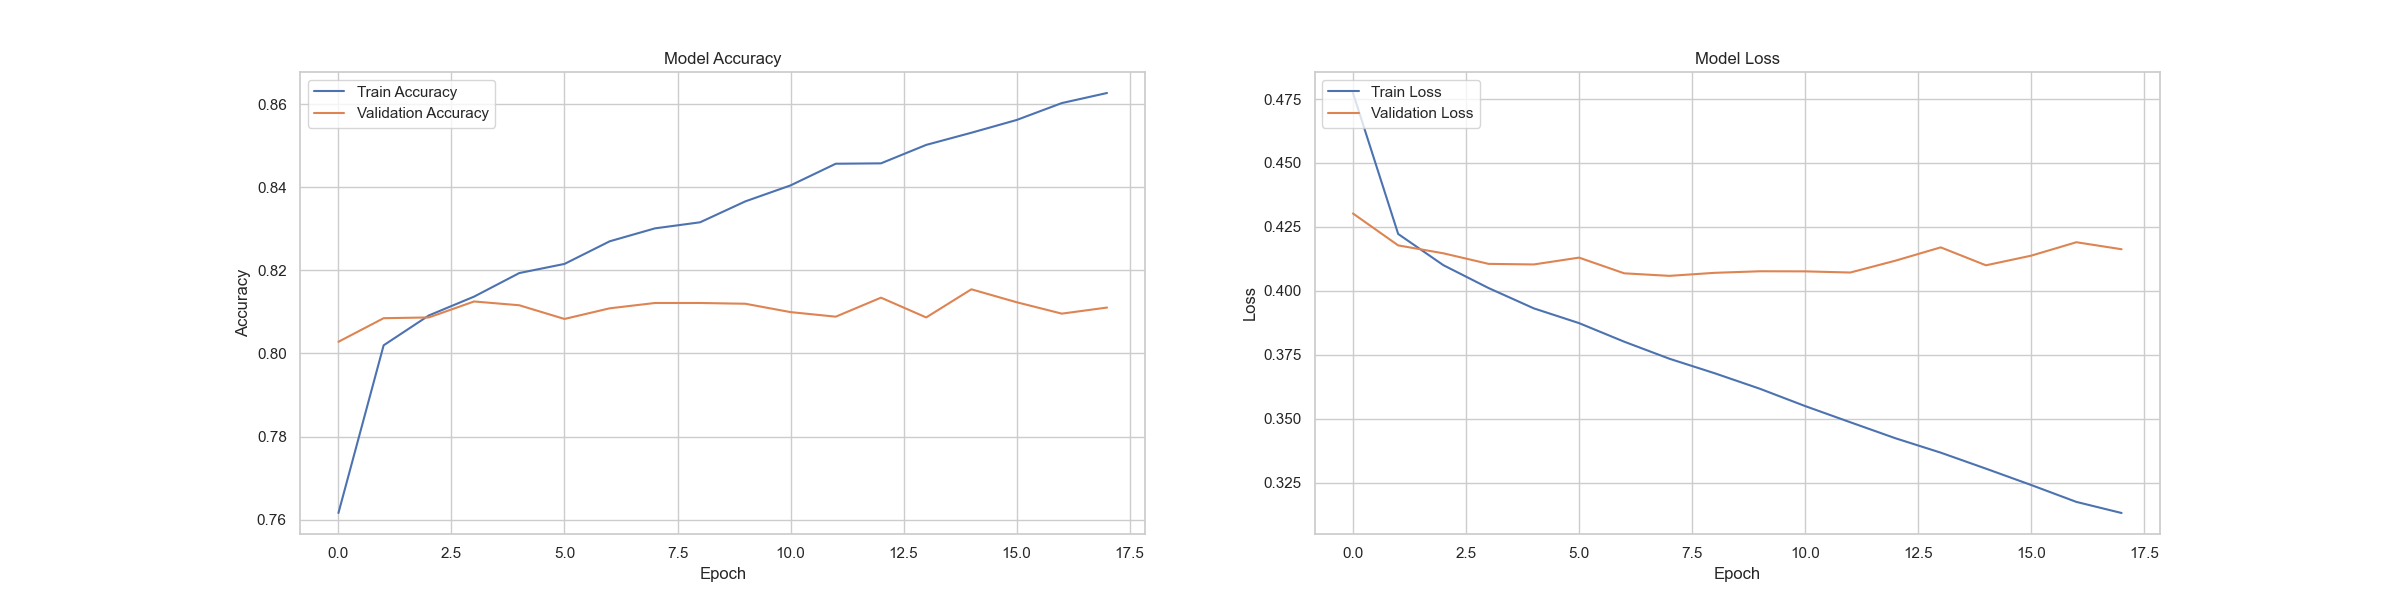 Model Accuracy
Train Accuracy
Validation Accuracy
0.86
0.84
0.82
0.80
0.78
0.76
Accuracy
0.0 2.5 5.0 7.5 10.0 12.5 15.0 17.5
Epoch
Model Loss
Train Loss
Validation Loss
0.475
0.450
0.425
0.400
0.375
0.350
0.325
Loss
0.0 2.5 5.0 7.5 10.0 12.5 15.0 17.5
Epoch